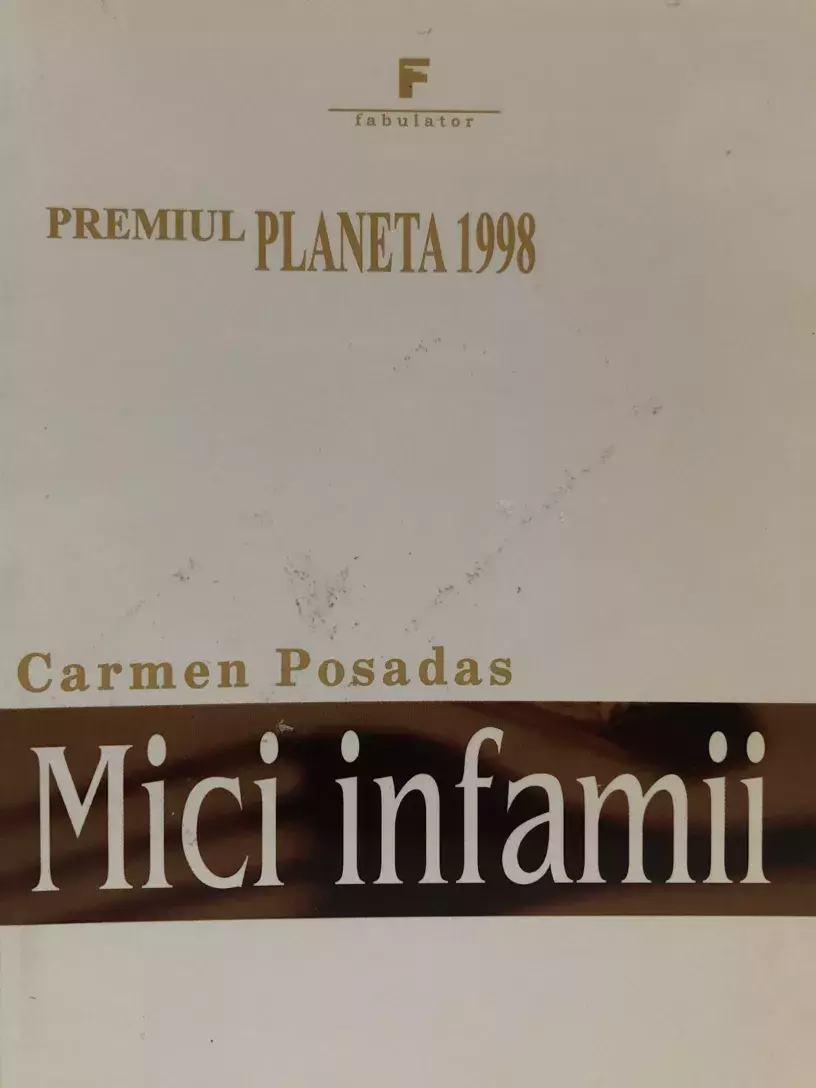 F
fabulator
PREMIUL PLANETA 1998
Carmen Posadas
Mici infamii